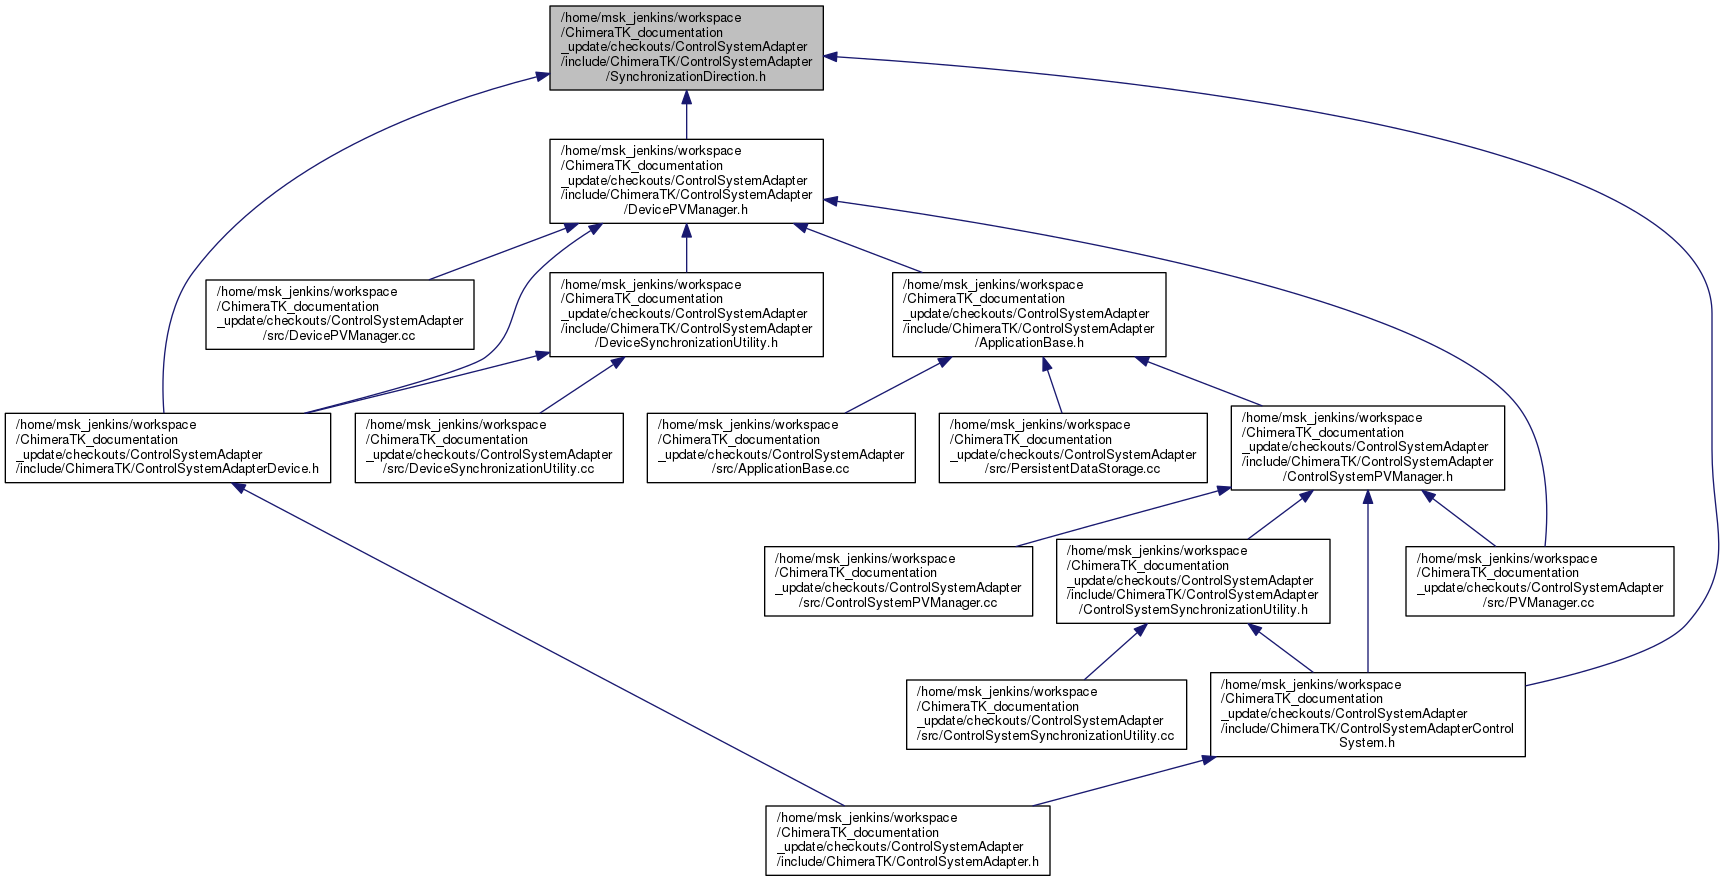 /home/msk_jenkins/workspace
/ChimeraTK_documentation
_update/checkouts/ControlSystemAdapter
/include/ChimeraTK/ControlSystemAdapter
/SynchronizationDirection.h
/home/msk_jenkins/workspace
/ChimeraTK_documentation
_update/checkouts/ControlSystemAdapter
/include/ChimeraTK/ControlSystemAdapter
/DevicePVManager.h
/home/msk_jenkins/workspace
/ChimeraTK_documentation
_update/checkouts/ControlSystemAdapter
/src/DevicePVManager.cc
/home/msk_jenkins/workspace
/ChimeraTK_documentation
_update/checkouts/ControlSystemAdapter
/include/ChimeraTK/ControlSystemAdapter
/DeviceSynchronizationUtility.h
/home/msk_jenkins/workspace
/ChimeraTK_documentation
_update/checkouts/ControlSystemAdapter
/include/ChimeraTK/ControlSystemAdapter
/ApplicationBase.h
/home/msk_jenkins/workspace
/ChimeraTK_documentation
_update/checkouts/ControlSystemAdapter
/include/ChimeraTK/ControlSystemAdapterDevice.h
/home/msk_jenkins/workspace
/ChimeraTK_documentation
_update/checkouts/ControlSystemAdapter
/src/DeviceSynchronizationUtility.cc
/home/msk_jenkins/workspace
/ChimeraTK_documentation
_update/checkouts/ControlSystemAdapter
/src/ApplicationBase.cc
/home/msk_jenkins/workspace
/ChimeraTK_documentation
_update/checkouts/ControlSystemAdapter
/src/PersistentDataStorage.cc
/home/msk_jenkins/workspace
/ChimeraTK_documentation
_update/checkouts/ControlSystemAdapter
/include/ChimeraTK/ControlSystemAdapter
/ControlSystemPVManager.h
/home/msk_jenkins/workspace
/ChimeraTK_documentation
_update/checkouts/ControlSystemAdapter
/src/ControlSystemPVManager.cc
/home/msk_jenkins/workspace
/ChimeraTK_documentation
_update/checkouts/ControlSystemAdapter
/include/ChimeraTK/ControlSystemAdapter
/ControlSystemSynchronizationUtility.h
/home/msk_jenkins/workspace
/ChimeraTK_documentation
_update/checkouts/ControlSystemAdapter
/src/PVManager.cc
/home/msk_jenkins/workspace
/ChimeraTK_documentation
_update/checkouts/ControlSystemAdapter
/src/ControlSystemSynchronizationUtility.cc
/home/msk_jenkins/workspace
/ChimeraTK_documentation
_update/checkouts/ControlSystemAdapter
/include/ChimeraTK/ControlSystemAdapterControl
System.h
/home/msk_jenkins/workspace
/ChimeraTK_documentation
_update/checkouts/ControlSystemAdapter
/include/ChimeraTK/ControlSystemAdapter.h